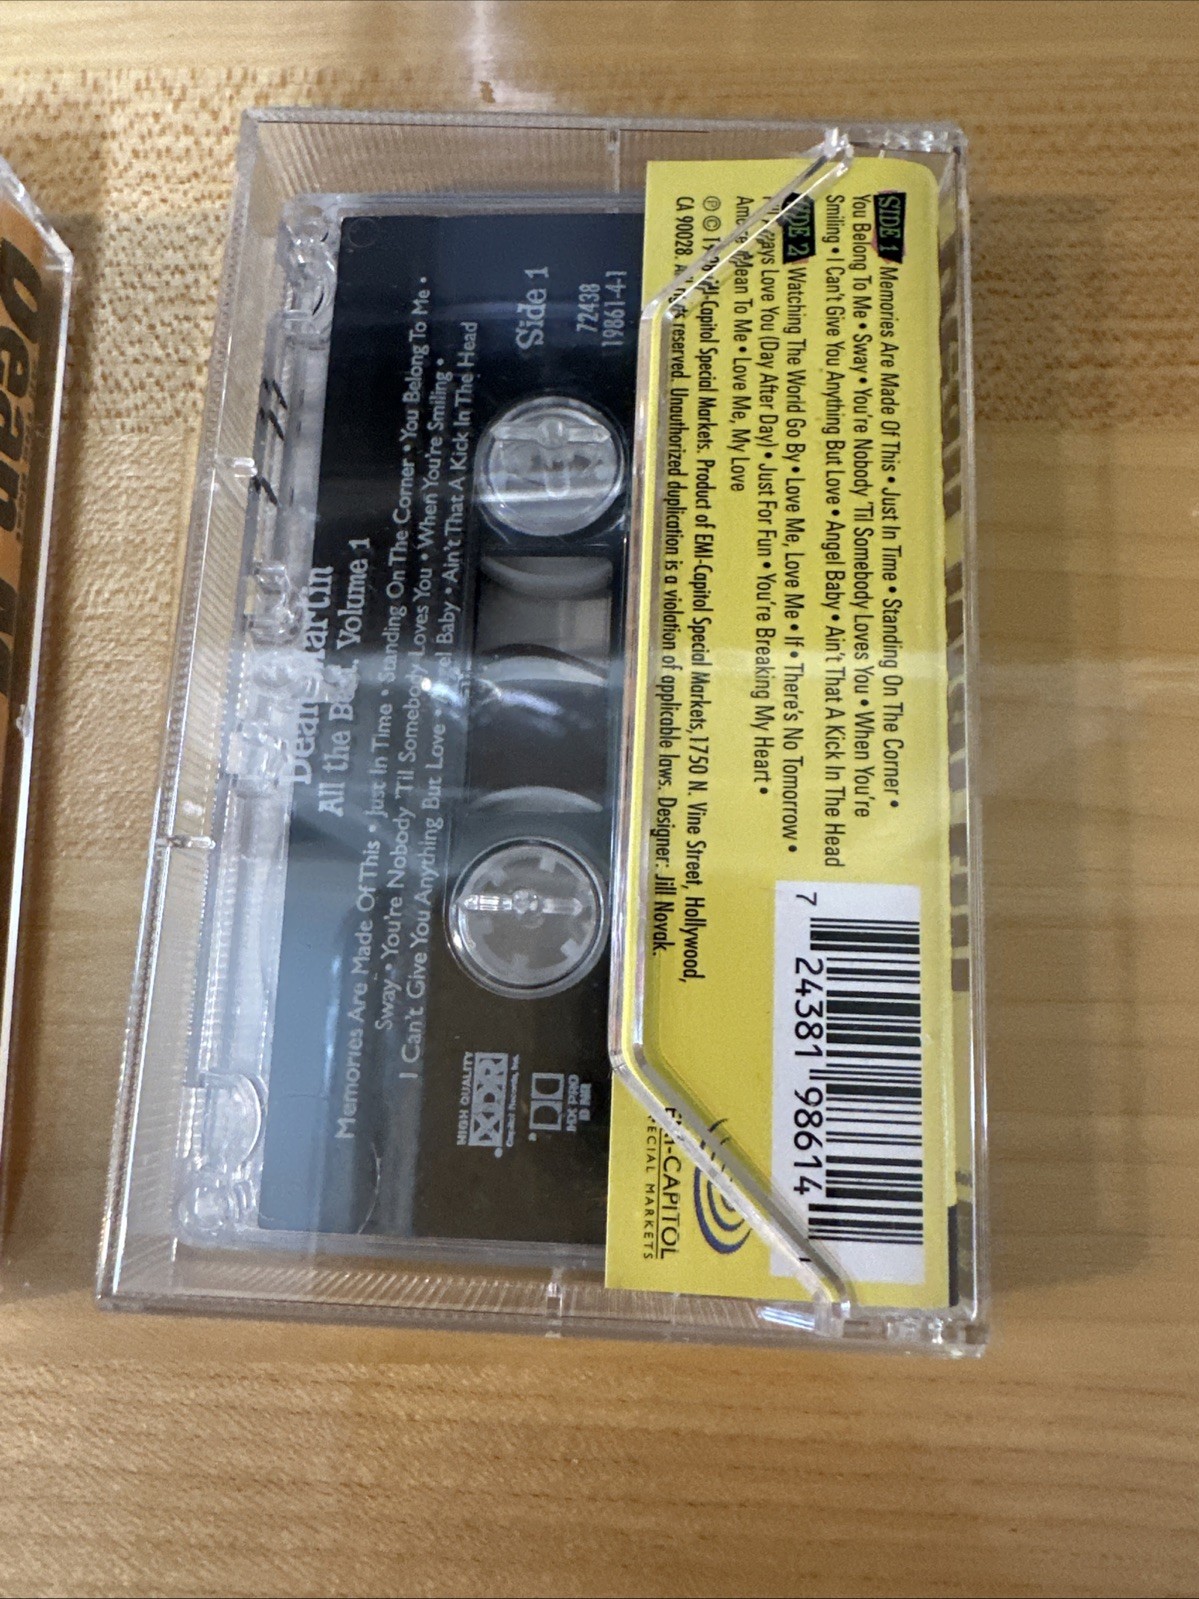 SIDE 1 Memories Are Made Of This • Just In Time • Standing On The Corner •
You Belong To Me • Sway • You're Nobody 'Til Somebody Loves You • When You're
Smiling • I Can't Give You Anything But Love • Angel Baby • Ain't That A Kick In The Head
SIDE 2 Watching The World Go By • Love Me, Love Me • If • There's No Tomorrow •
Love You (Day After Day) • Just For Fun • You're Breaking My Heart •
Mean To Me • Love Me, My Love
℗ © EMI-Capitol Special Markets. Product of EMI-Capitol Special Markets, 1750 N. Vine Street, Hollywood,
CA 90028. All rights reserved. Unauthorized duplication is a violation of applicable laws. Designer: Jill Novak.
7 24381 98614
EMI-CAPITOL
SPECIAL MARKETS
Dean Martin
All the Best, Volume 1
Memories Are Made Of This • Just In Time • Standing On The Corner • You Belong To Me •
Sway • You're Nobody 'Til Somebody Loves You • When You're Smiling •
I Can't Give You Anything But Love • Angel Baby • Ain't That A Kick In The Head
Side 1
72438
19861-4-1
HIGH QUALITY
XDR
Capitol Records, Inc.
Dean